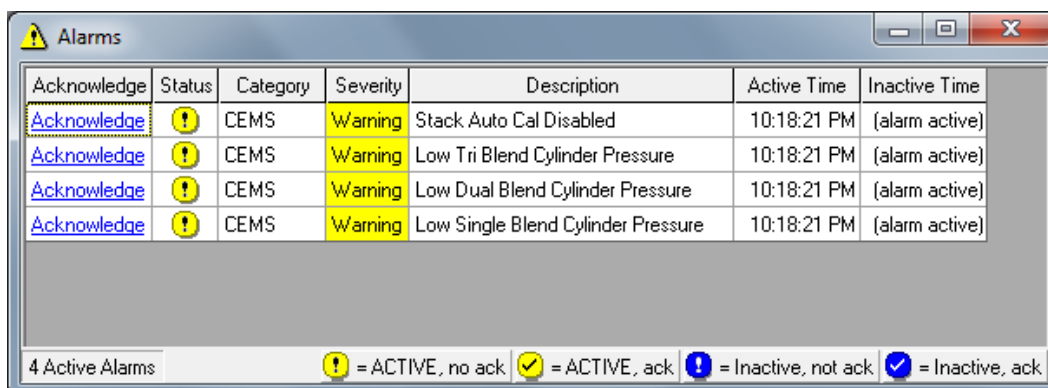 Alarms
Acknowledge Status Category Severity Description Active Time Inactive Time
Acknowledge CEMS Warning Stack Auto Cal Disabled 10:18:21 PM (alarm active)
Acknowledge CEMS Warning Low Tri Blend Cylinder Pressure 10:18:21 PM (alarm active)
Acknowledge CEMS Warning Low Dual Blend Cylinder Pressure 10:18:21 PM (alarm active)
Acknowledge CEMS Warning Low Single Blend Cylinder Pressure 10:18:21 PM (alarm active)
4 Active Alarms = ACTIVE, no ack = ACTIVE, ack = Inactive, not ack = Inactive, ack